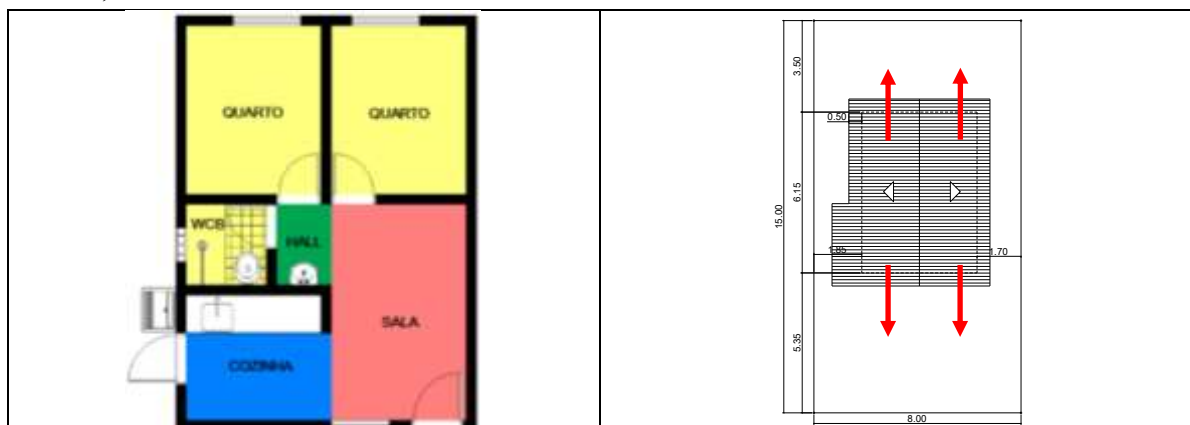 QUARTO
QUARTO
WCB
HALL
SALA
COZINHA
3.50
0.50
6.15
15.00
1.85
1.70
5.35
8.00